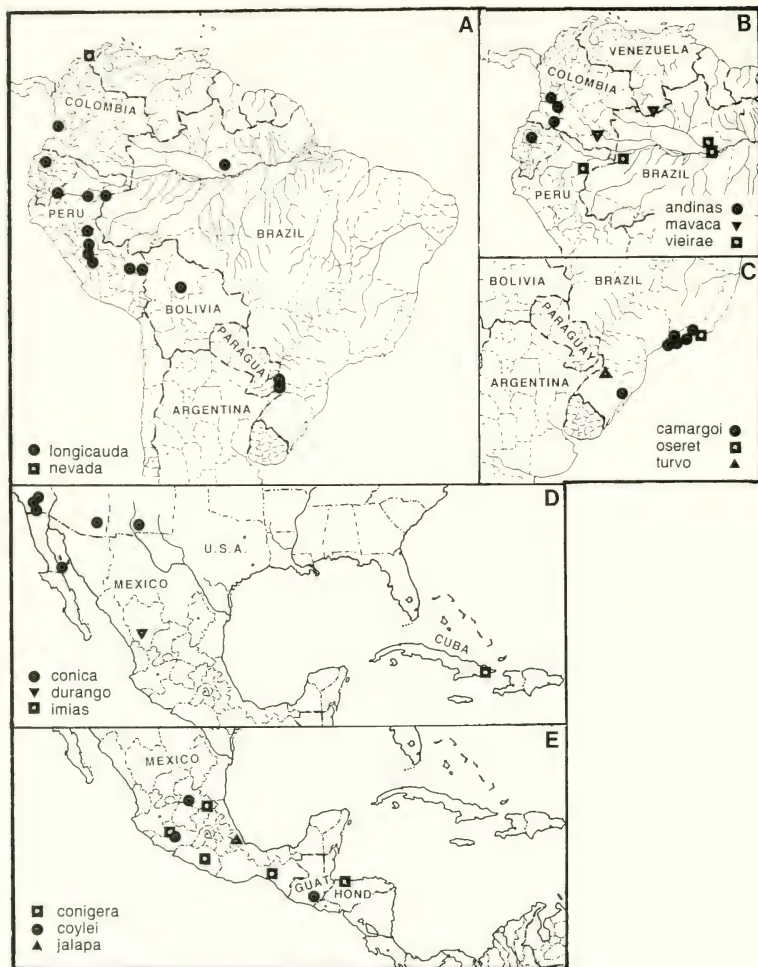 A
COLOMBIA
PERU
BRAZIL
BOLIVIA
PARAGUAY
ARGENTINA
longicauda
nevada
B
VENEZUELA
COLOMBIA
BRAZIL
PERU
andinas
mavaca
vieirae
C
BRAZIL
BOLIVIA
PARAGUAY
ARGENTINA
camargoi
oseret
turvo
D
U.S.A.
MEXICO
CUBA
conica
durango
imias
E
MEXICO
GUAT
HOND
conigera
coylei
jalapa